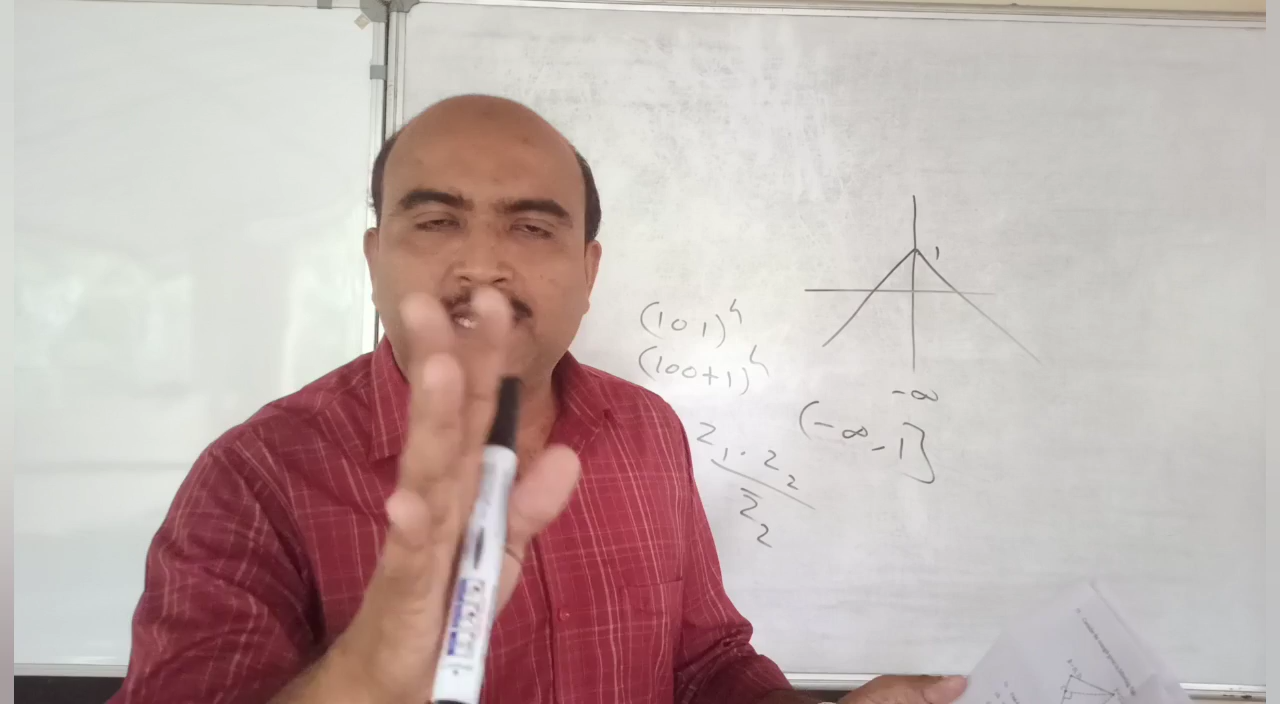 (101)⁴
(100+1)⁴
z₁·z₂
z̄₂
1
-∞
(-∞,1]